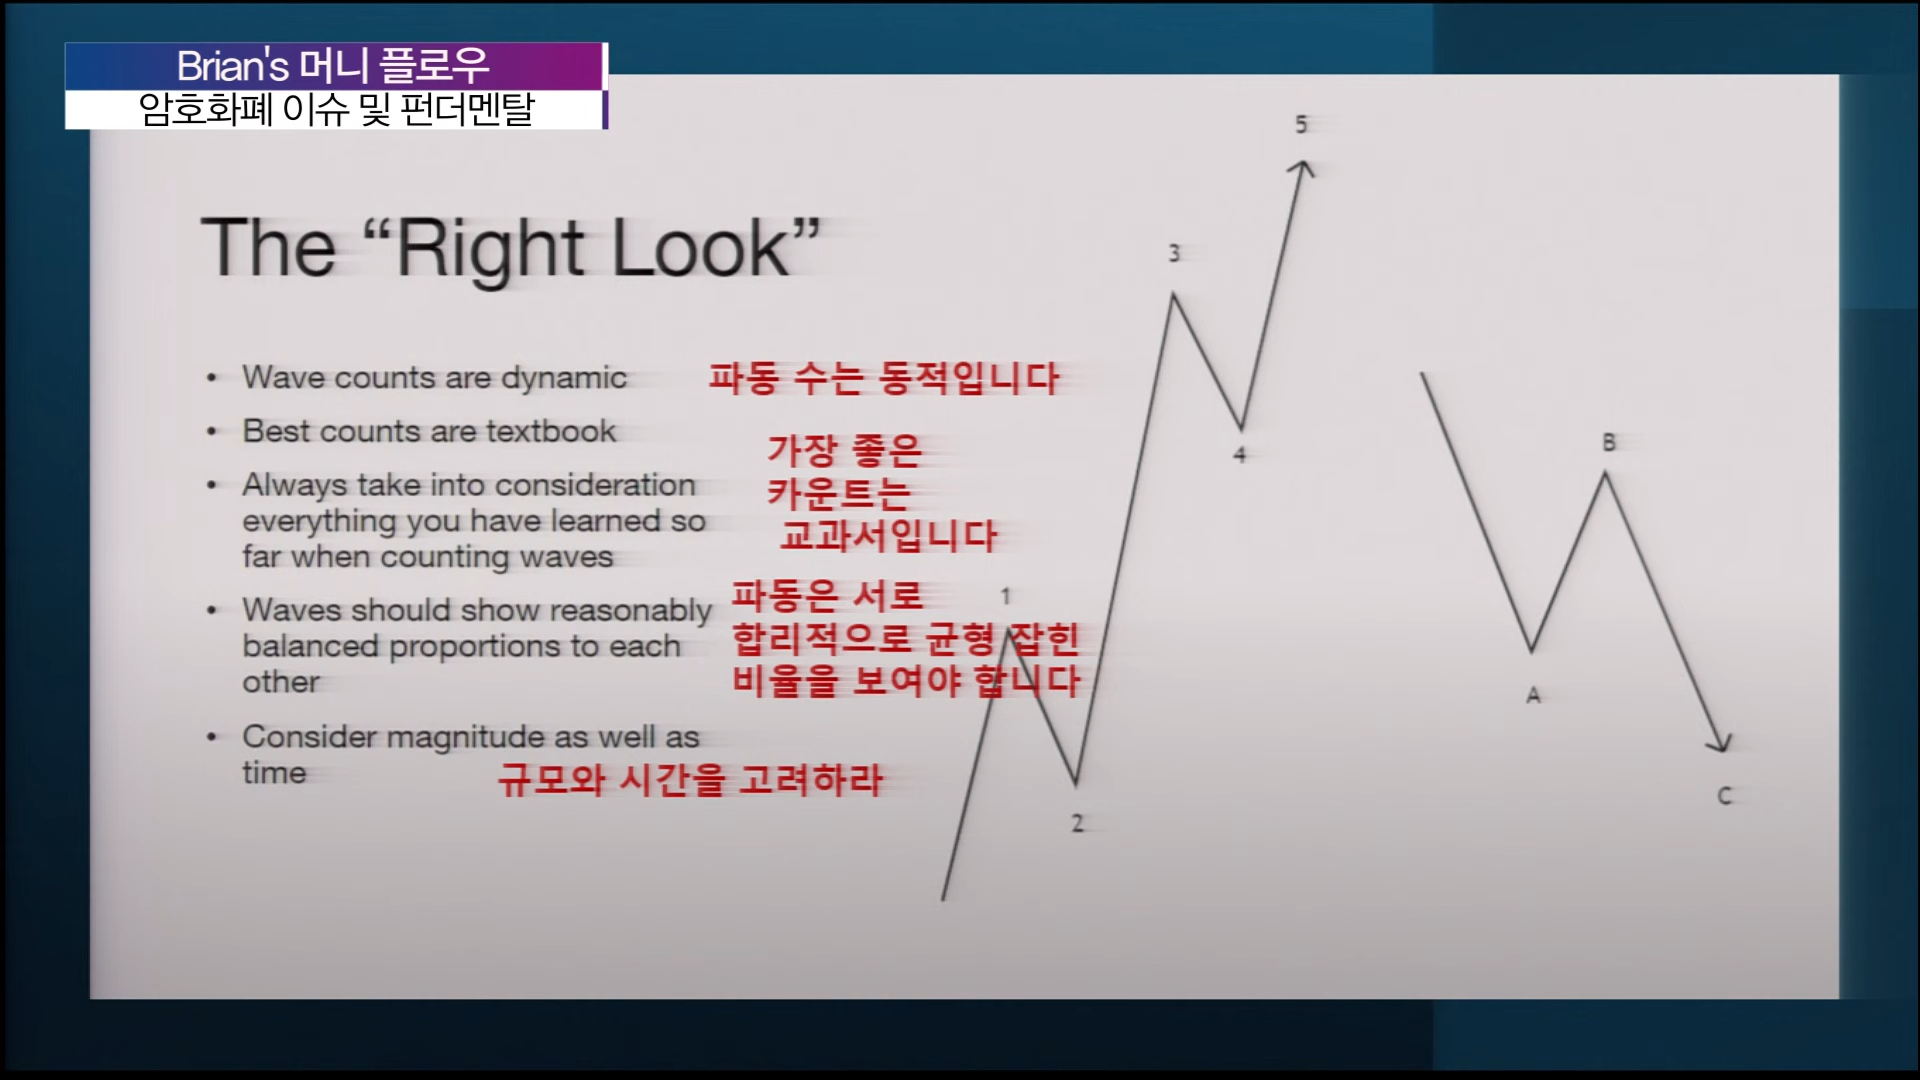 Brian's 머니 플로우
암호화폐 이슈 및 펀더멘탈
The “Right Look”
• Wave counts are dynamic
파동 수는 동적입니다
• Best counts are textbook
가장 좋은
카운트는
교과서입니다
• Always take into consideration
everything you have learned so
far when counting waves
• Waves should show reasonably
balanced proportions to each
other
파동은 서로
합리적으로 균형 잡힌
비율을 보여야 합니다
• Consider magnitude as well as
time
규모와 시간을 고려하라
1
2
3
4
5
A
B
C